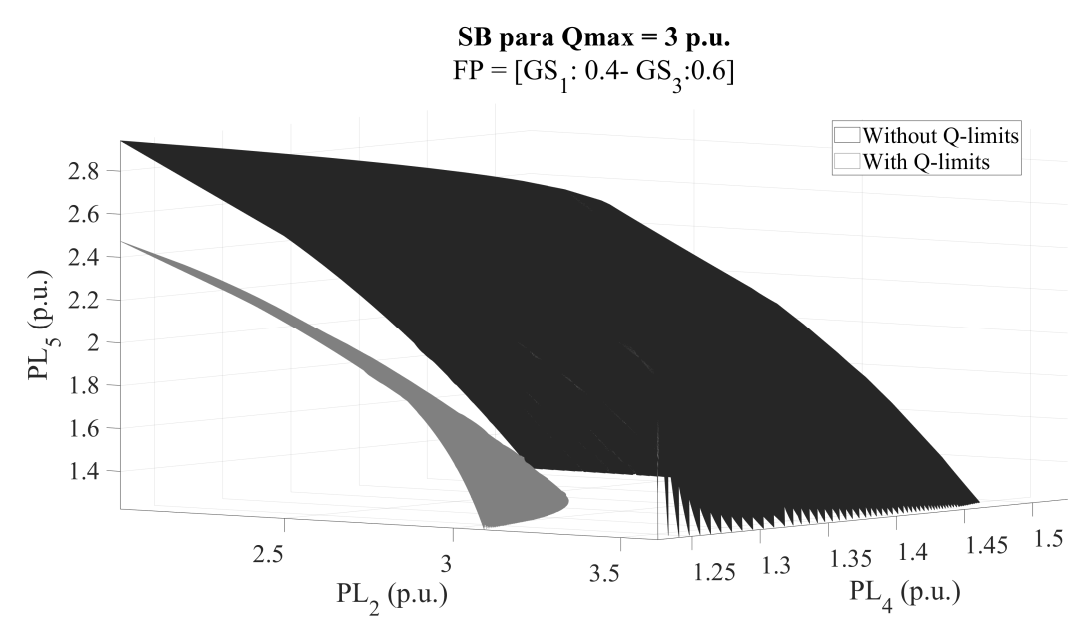 SB para Qmax = 3 p.u.
FP = [GS1: 0.4- GS3:0.6]
Without Q-limits
With Q-limits
2.8
2.6
2.4
2.2
2
1.8
1.6
1.4
PL5 (p.u.)
2.5
3
3.5
PL2 (p.u.)
1.25
1.3
1.35
1.4
1.45
1.5
PL4 (p.u.)